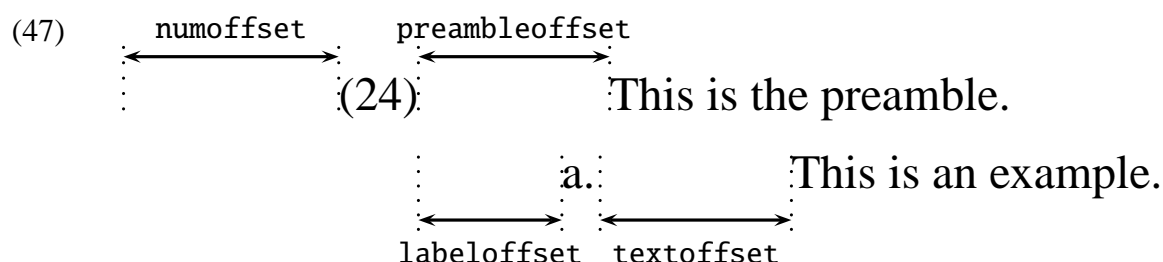 (47) numoffset preambleoffset
(24) This is the preamble.
a. This is an example.
labeloffset textoffset